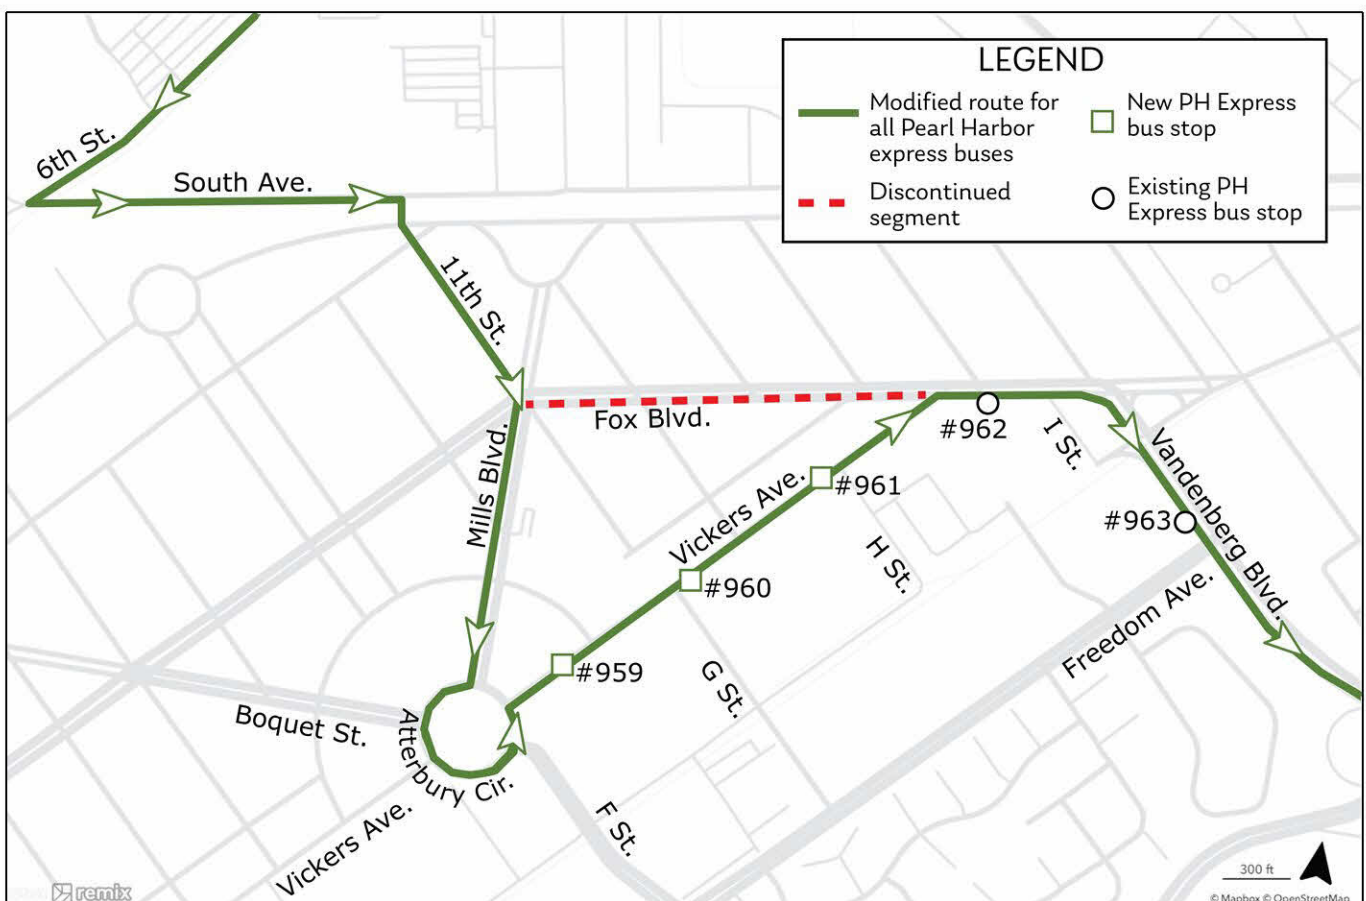 LEGEND
Modified route for
all Pearl Harbor
express buses
New PH Express
bus stop
Discontinued
segment
Existing PH
Express bus stop
6th St.
South Ave.
11th St.
Fox Blvd.
Mills Blvd.
#962
I St.
Vickers Ave.
#961
Vandenberg Blvd.
#963
H St.
#960
Freedom Ave.
#959
G St.
Boquet St.
Atterbury Cir.
F St.
Vickers Ave.
300 ft
remix
© Mapbox © OpenStreetMap